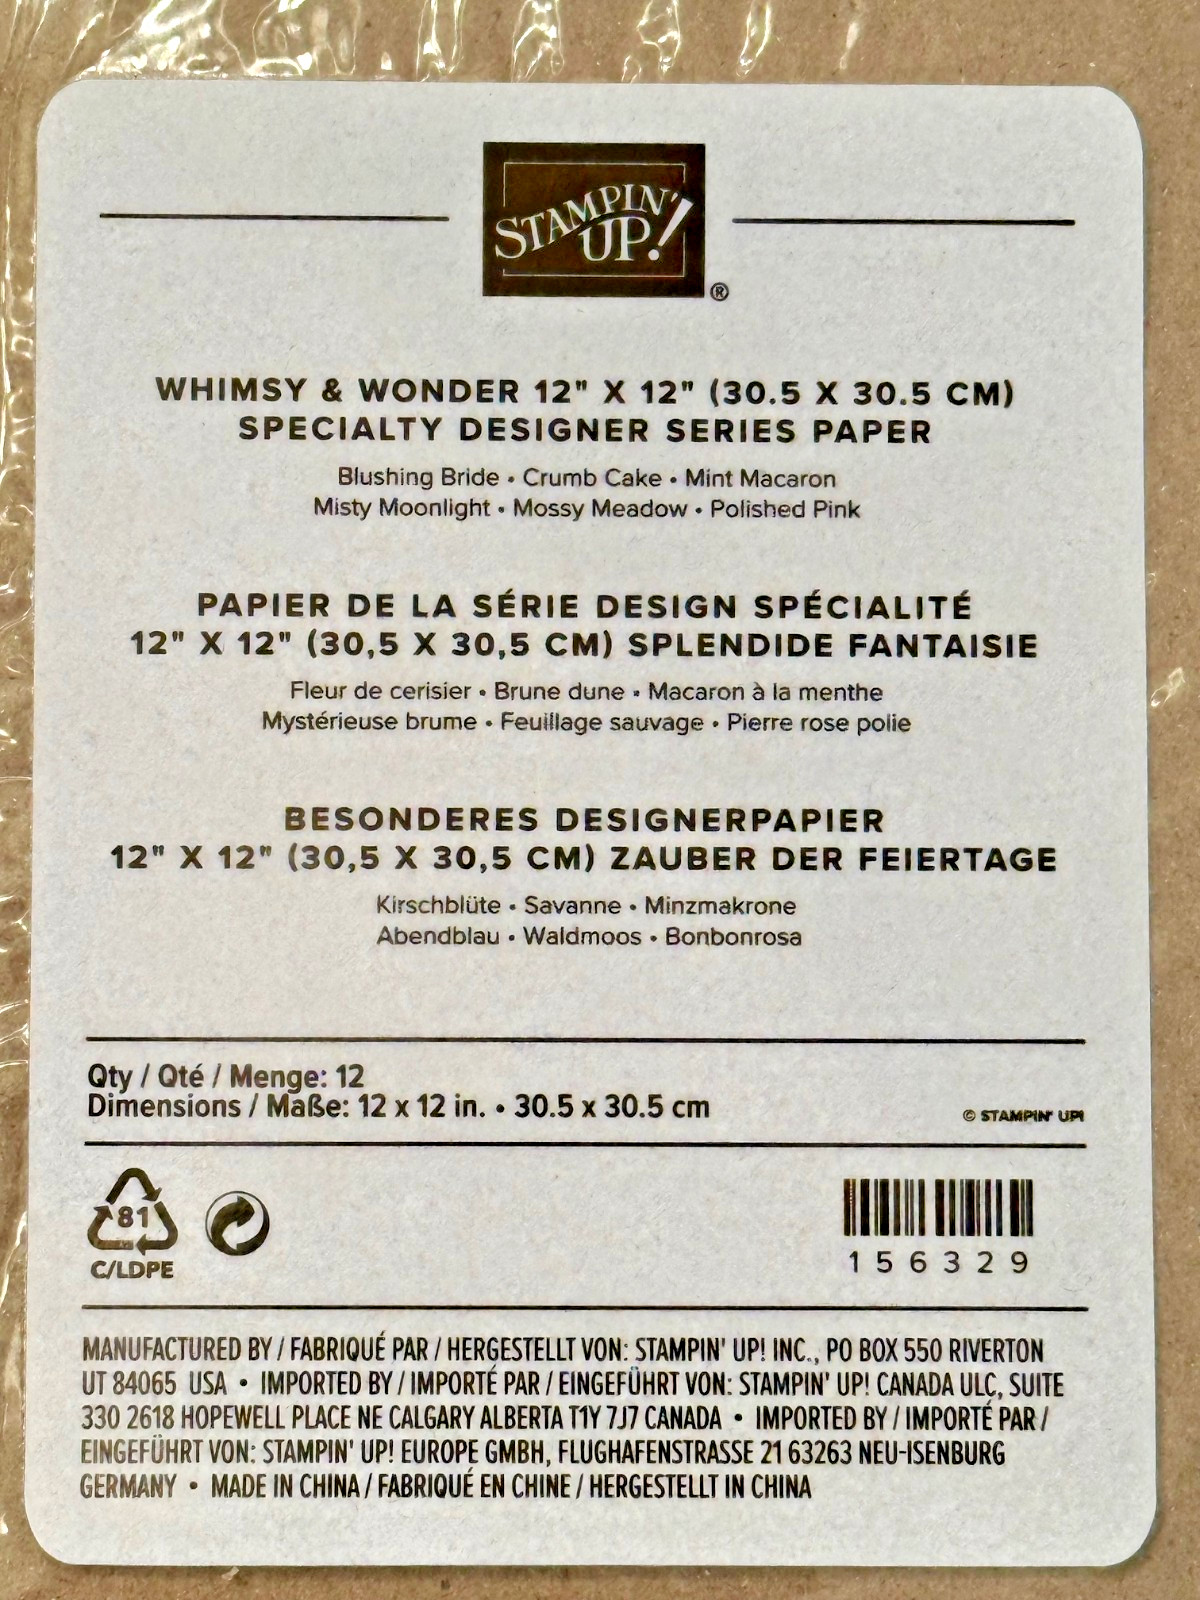 STAMPIN' UP! ®
WHIMSY & WONDER 12" X 12" (30.5 X 30.5 CM)
SPECIALTY DESIGNER SERIES PAPER
Blushing Bride • Crumb Cake • Mint Macaron
Misty Moonlight • Mossy Meadow • Polished Pink
PAPIER DE LA SÉRIE DESIGN SPÉCIALITÉ
12" X 12" (30,5 X 30,5 CM) SPLENDIDE FANTAISIE
Fleur de cerisier • Brune dune • Macaron à la menthe
Mystérieuse brume • Feuillage sauvage • Pierre rose polie
BESONDERES DESIGNERPAPIER
12" X 12" (30,5 X 30,5 CM) ZAUBER DER FEIERTAGE
Kirschblüte • Savanne • Minzmakrone
Abendblau • Waldmoos • Bonbonrosa
Qty / Qté / Menge: 12
Dimensions / Maße: 12 x 12 in. • 30.5 x 30.5 cm
© STAMPIN' UP!
81
C/LDPE
156329
MANUFACTURED BY / FABRIQUÉ PAR / HERGESTELLT VON: STAMPIN' UP! INC., PO BOX 550 RIVERTON
UT 84065 USA • IMPORTED BY / IMPORTÉ PAR / EINGEFÜHRT VON: STAMPIN' UP! CANADA ULC, SUITE
330 2618 HOPEWELL PLACE NE CALGARY ALBERTA T1Y 7J7 CANADA • IMPORTED BY / IMPORTÉ PAR /
EINGEFÜHRT VON: STAMPIN' UP! EUROPE GMBH, FLUGHAFENSTRASSE 21 63263 NEU-ISENBURG
GERMANY • MADE IN CHINA / FABRIQUÉ EN CHINE / HERGESTELLT IN CHINA